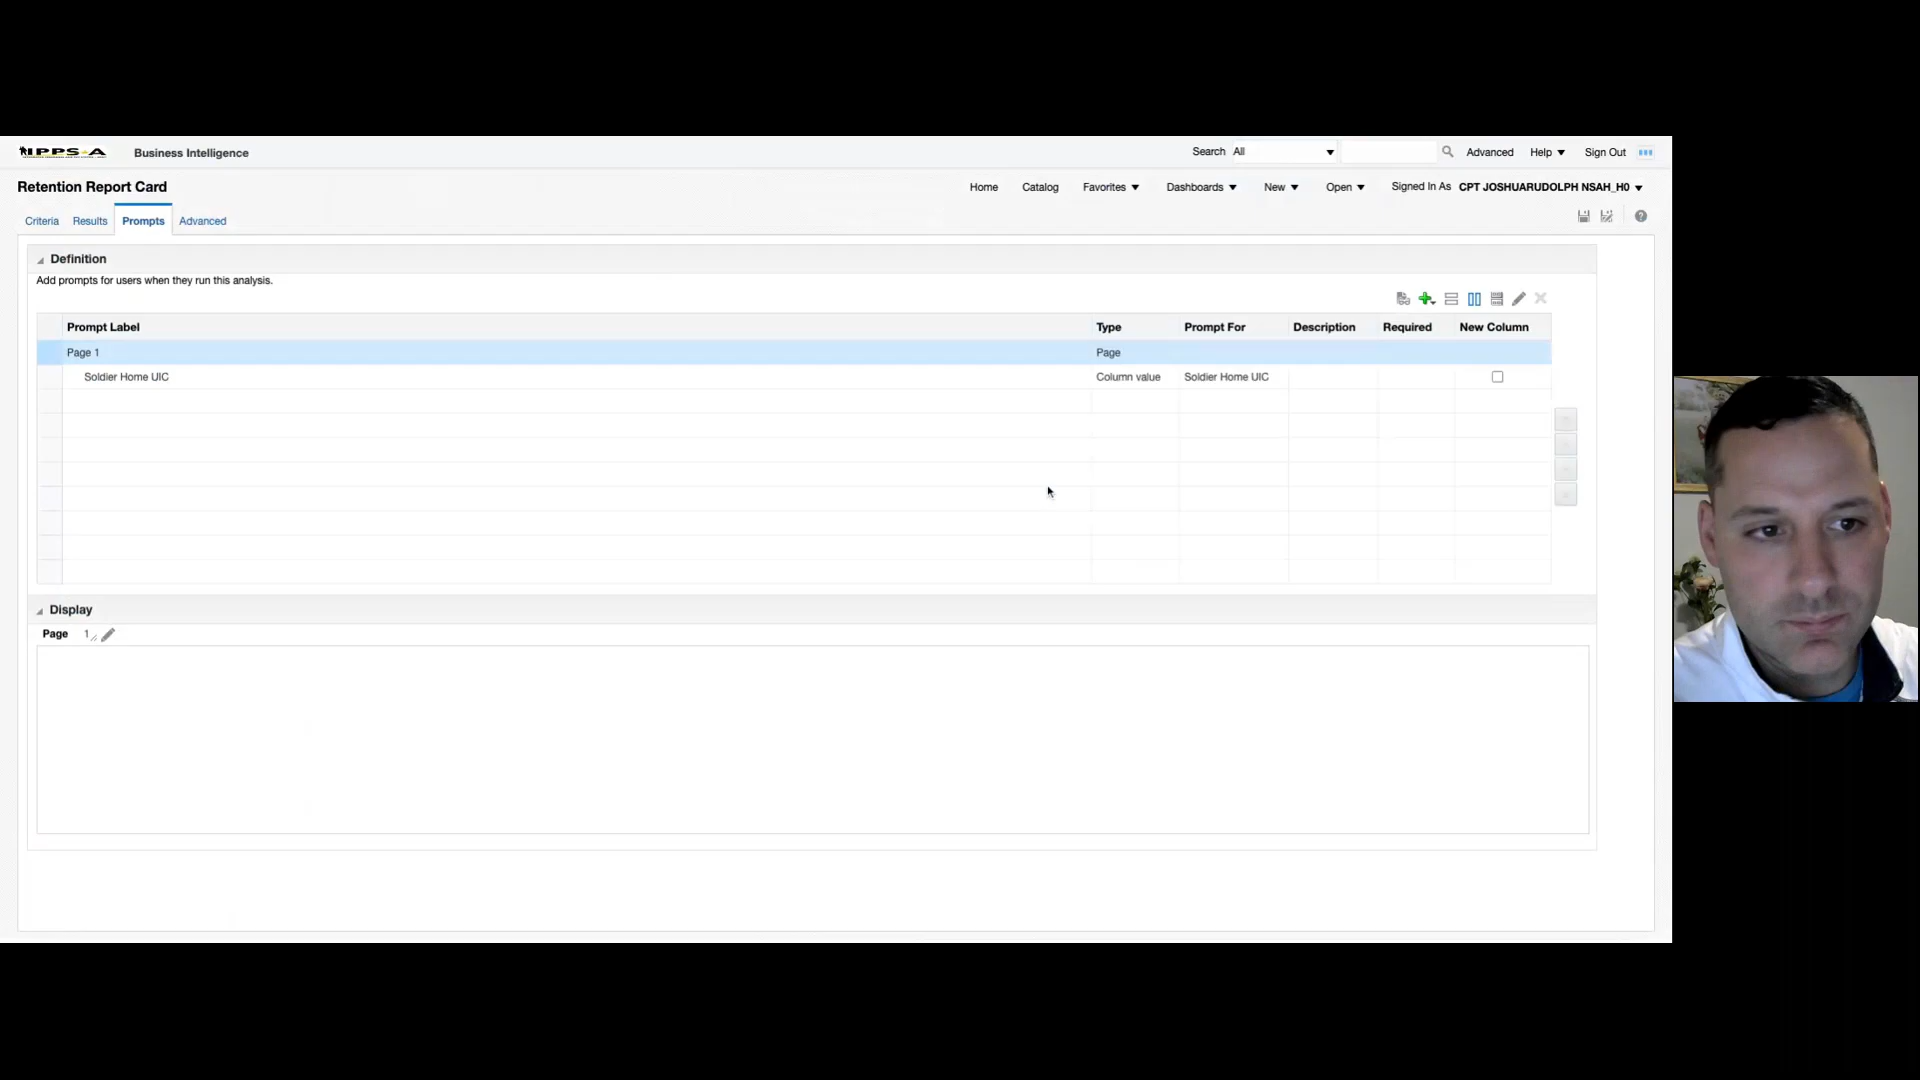 IPPS-A Business Intelligence Search All Advanced Help Sign Out
Retention Report Card Home Catalog Favorites Dashboards New Open Signed In As CPT JOSHUARUDOLPH NSAH_H0
Criteria Results Prompts Advanced
Definition
Add prompts for users when they run this analysis.
Prompt Label Type Prompt For Description Required New Column
Page 1 Page
Soldier Home UIC Column value Soldier Home UIC
Display
Page 1